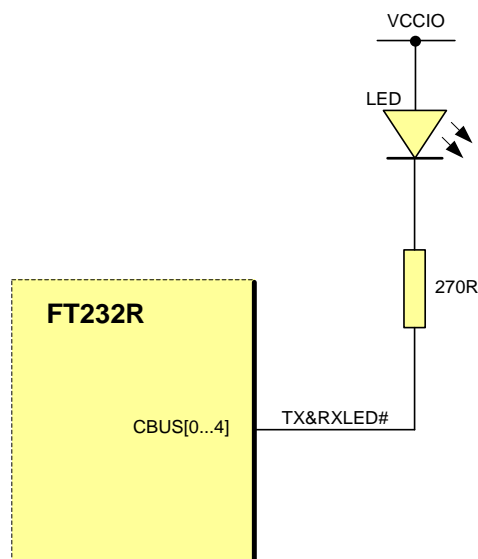 VCCIO
LED
270R
FT232R
CBUS[0...4]
TX&RXLED#